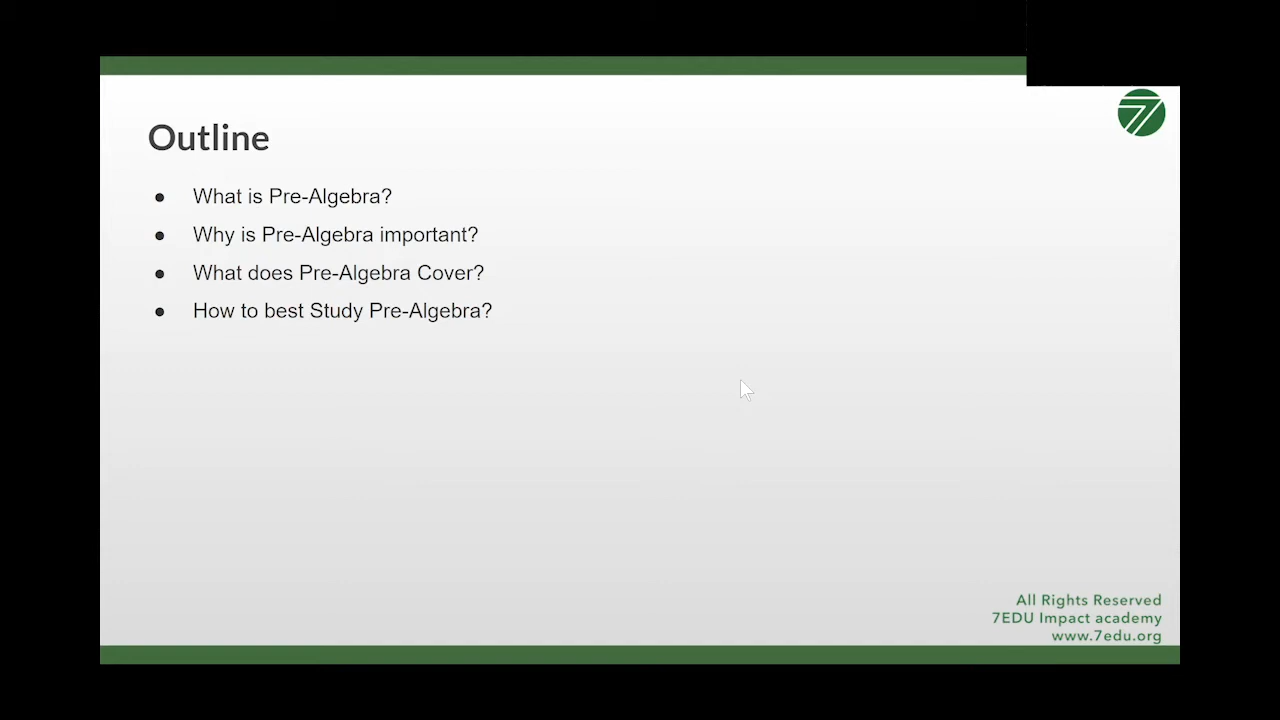 Outline
● What is Pre-Algebra?
● Why is Pre-Algebra important?
● What does Pre-Algebra Cover?
● How to best Study Pre-Algebra?
All Rights Reserved
7EDU Impact academy
www.7edu.org